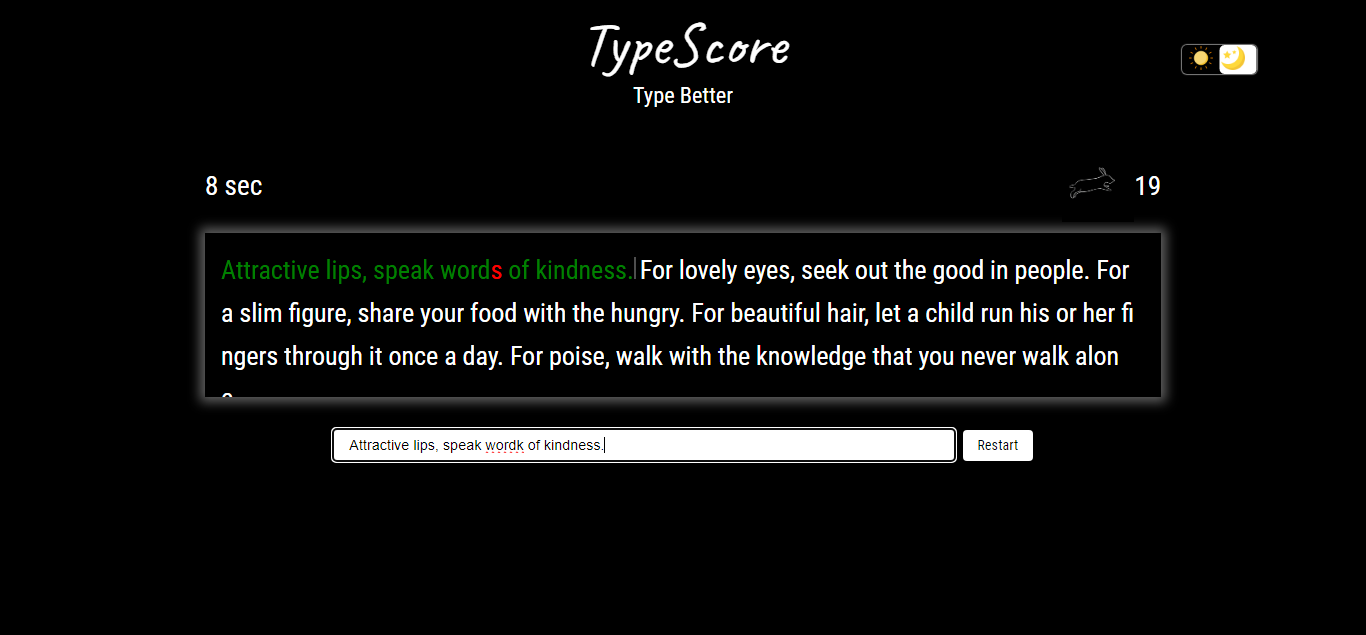 TypeScore
Type Better
8 sec
19
Attractive lips, speak words of kindness. For lovely eyes, seek out the good in people. For
a slim figure, share your food with the hungry. For beautiful hair, let a child run his or her fi
ngers through it once a day. For poise, walk with the knowledge that you never walk alon
Attractive lips, speak wordk of kindness.
Restart